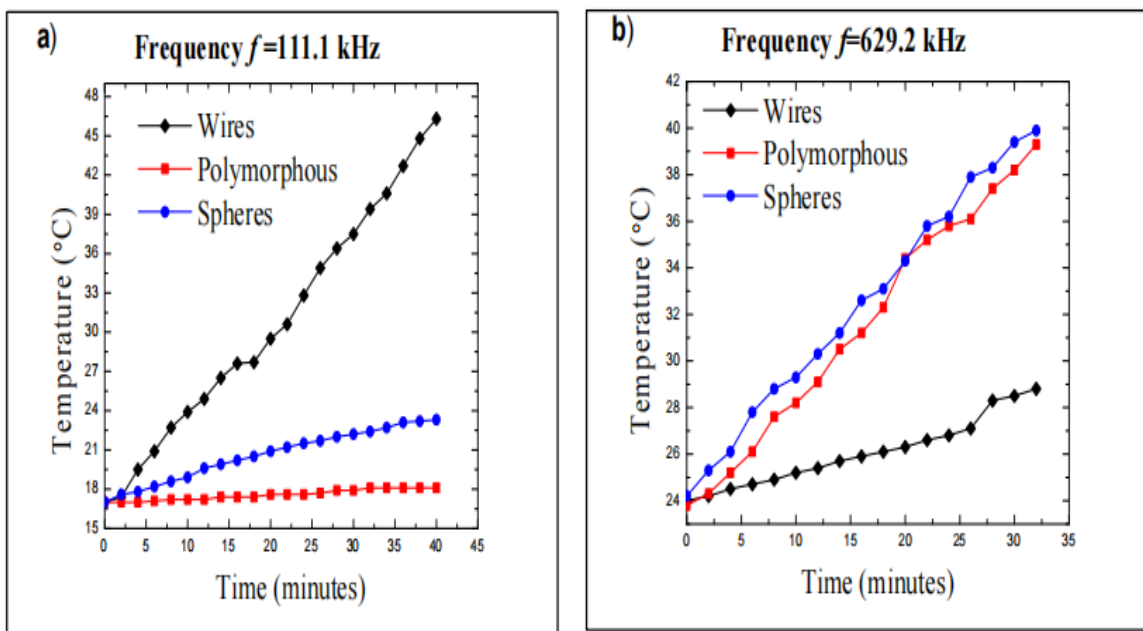 a)
Frequency f =111.1 kHz
48
45
42
39
36
33
30
27
24
21
18
15
Temperature (°C)
Wires
Polymorphous
Spheres
0 5 10 15 20 25 30 35 40 45
Time (minutes)
b)
Frequency f=629.2 kHz
42
40
38
36
34
32
30
28
26
24
Temperature (°C)
Wires
Polymorphous
Spheres
0 5 10 15 20 25 30 35
Time (minutes)